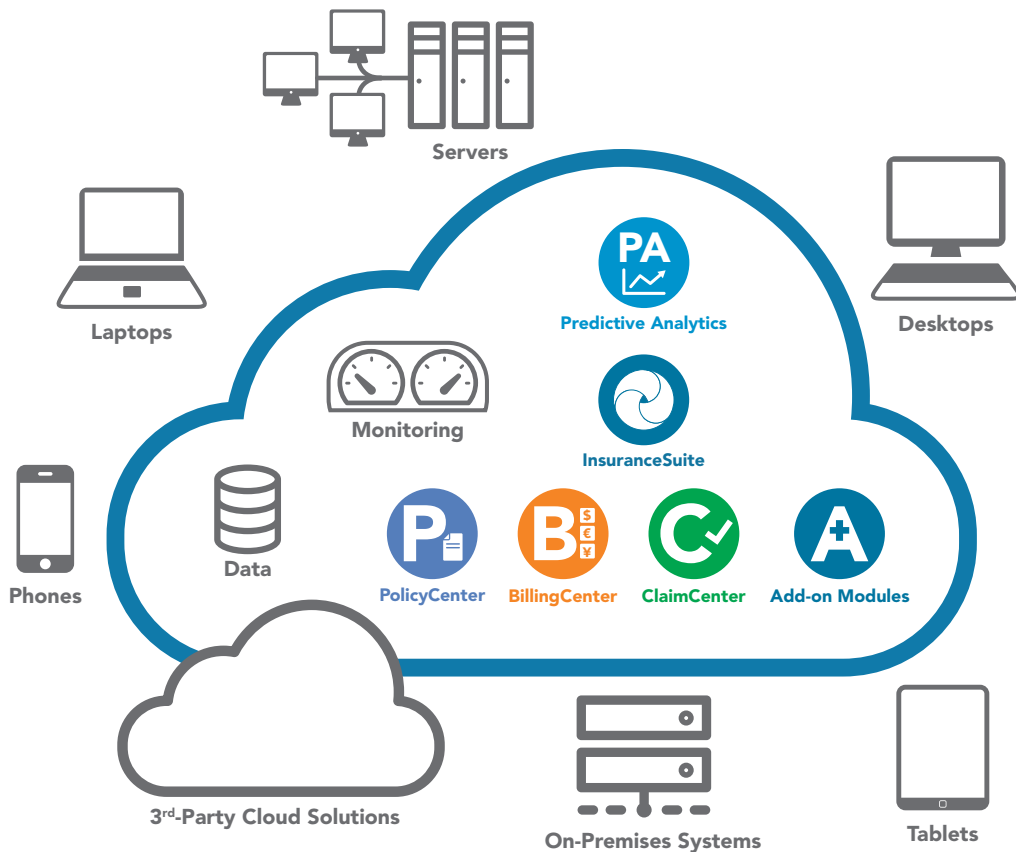 Servers
PA
Predictive Analytics
Laptops
Desktops
Monitoring
InsuranceSuite
P
B
$
€
¥
C
A
Data
Phones
PolicyCenter
BillingCenter
ClaimCenter
Add-on Modules
3rd-Party Cloud Solutions
On-Premises Systems
Tablets